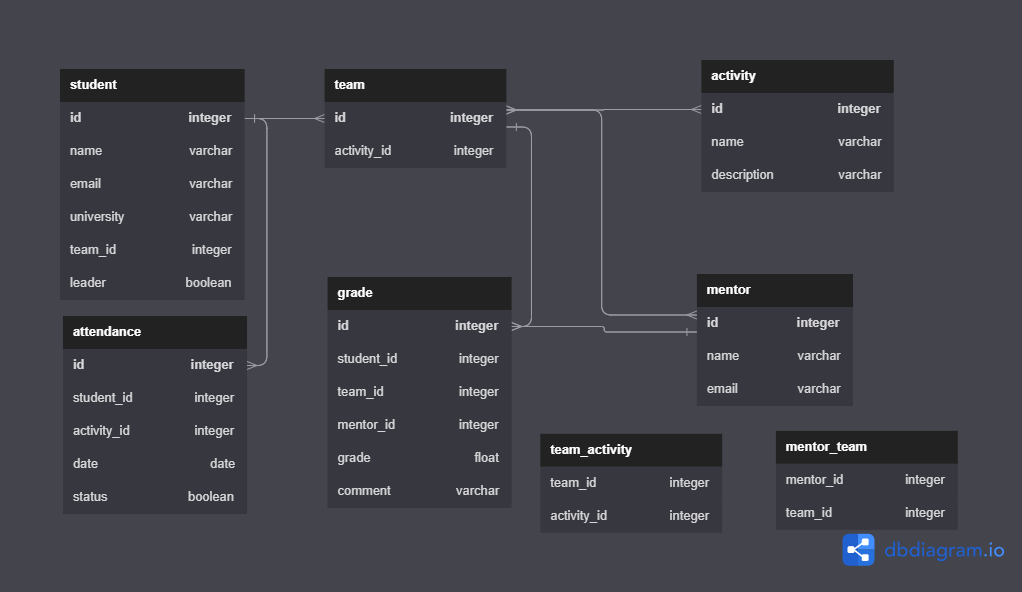 student
id integer
name varchar
email varchar
university varchar
team_id integer
leader boolean
attendance
id integer
student_id integer
activity_id integer
date date
status boolean
team
id integer
activity_id integer
grade
id integer
student_id integer
team_id integer
mentor_id integer
grade float
comment varchar
activity
id integer
name varchar
description varchar
mentor
id integer
name varchar
email varchar
team_activity
team_id integer
activity_id integer
mentor_team
mentor_id integer
team_id integer
dbdiagram.io